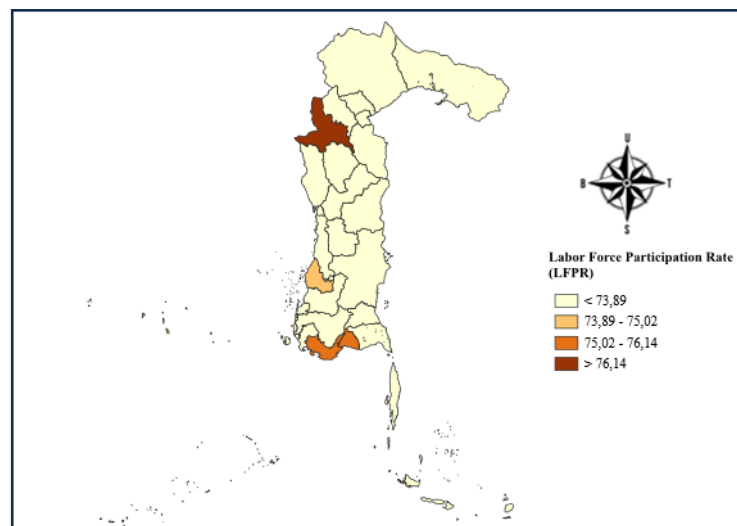 U
B T
S
Labor Force Participation Rate
(LFPR)
< 73,89
73,89 - 75,02
75,02 - 76,14
> 76,14